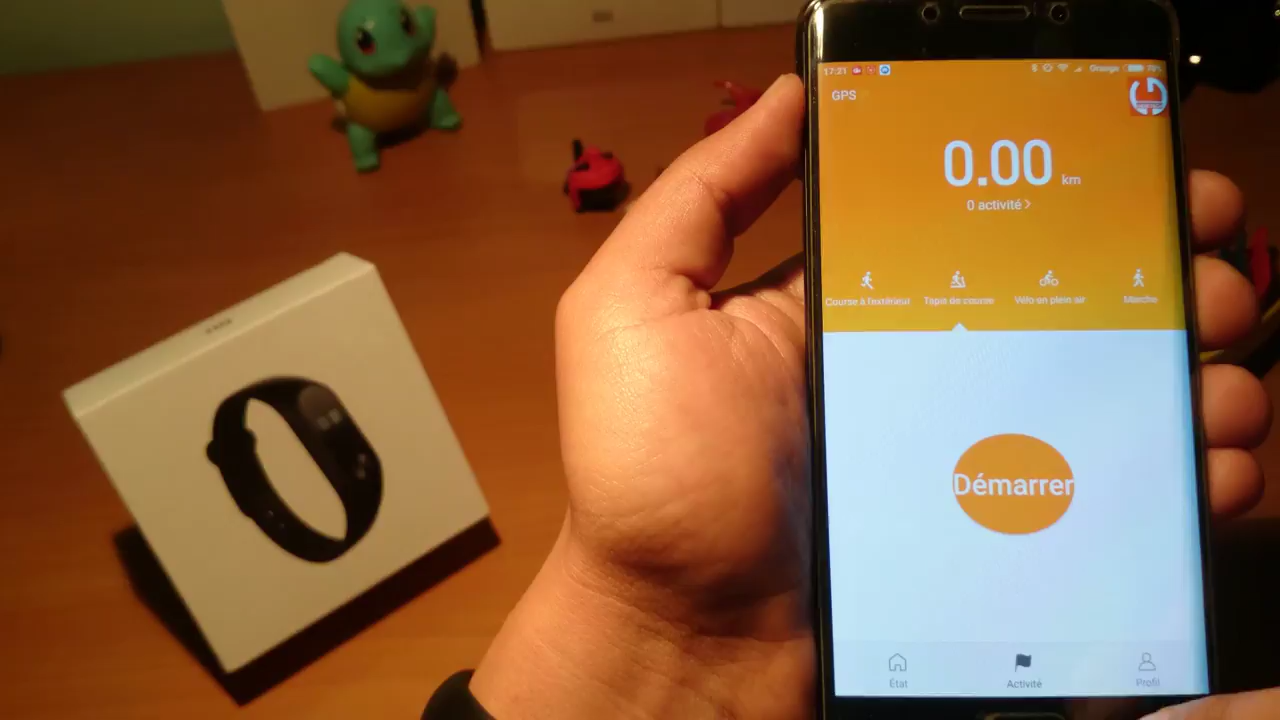 17:21
Orange
GPS
0.00 km
0 activité >
Course à l'extérieur
Tapis de course
Vélo en plein air
Marche
Démarrer
État
Activité
Profil